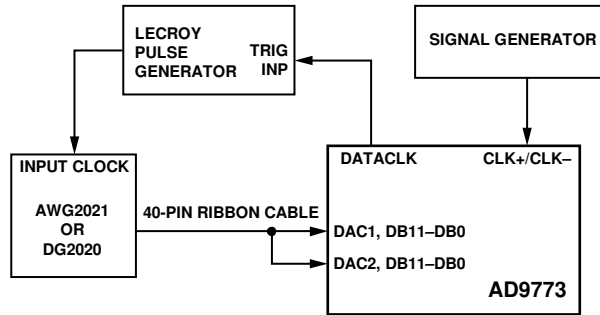 LECROY
PULSE
GENERATOR
TRIG
INP
SIGNAL GENERATOR
INPUT CLOCK
AWG2021
OR
DG2020
40-PIN RIBBON CABLE
DATACLK
CLK+/CLK–
DAC1, DB11–DB0
DAC2, DB11–DB0
AD9773